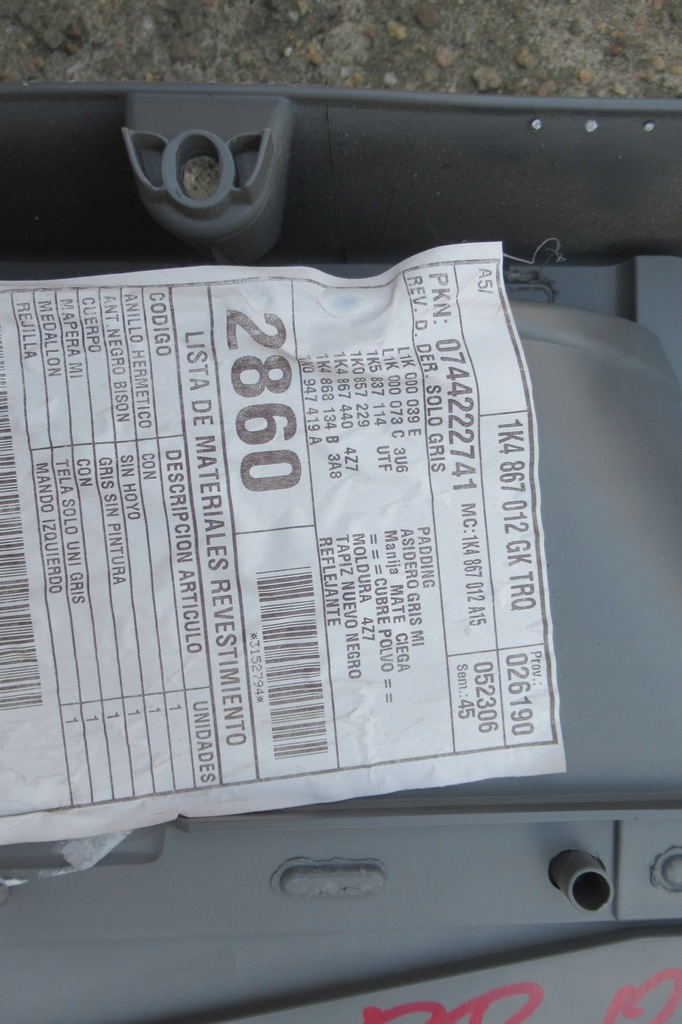 A5/
1K4 867 012 GK TRQ
Prov.:
026190
PKN: 0744222741 MC:1K4 867 012 A15
052306
Sem.: 45
REV. D. DER. SOLO GRIS
L1K 000 039 E PADDING
L1K 000 073 C 3U6 ASIDERO GRIS MI
1K5 837 114 UTF Manija MATE CIEGA
1K0 857 229 = = = CUBRE POLVO = =
1K4 867 440 4Z7 MOLDURA 4Z7
1K4 868 134 B 3A8 TAPIZ NUEVO NEGRO
1K0 947 419 A REFLEJANTE
2860
*3152794*
LISTA DE MATERIALES REVESTIMIENTO
CODIGO DESCRIPCION ARTICULO UNIDADES
ANILLO HERMETICO CON 1
ANT.NEGRO BISON SIN HOYO 1
CUERPO GRIS SIN PINTURA 1
MAPERA MI CON 1
MEDALLON TELA SOLO UNI GRIS 1
REJILLA MANDO IZQUIERDO 1